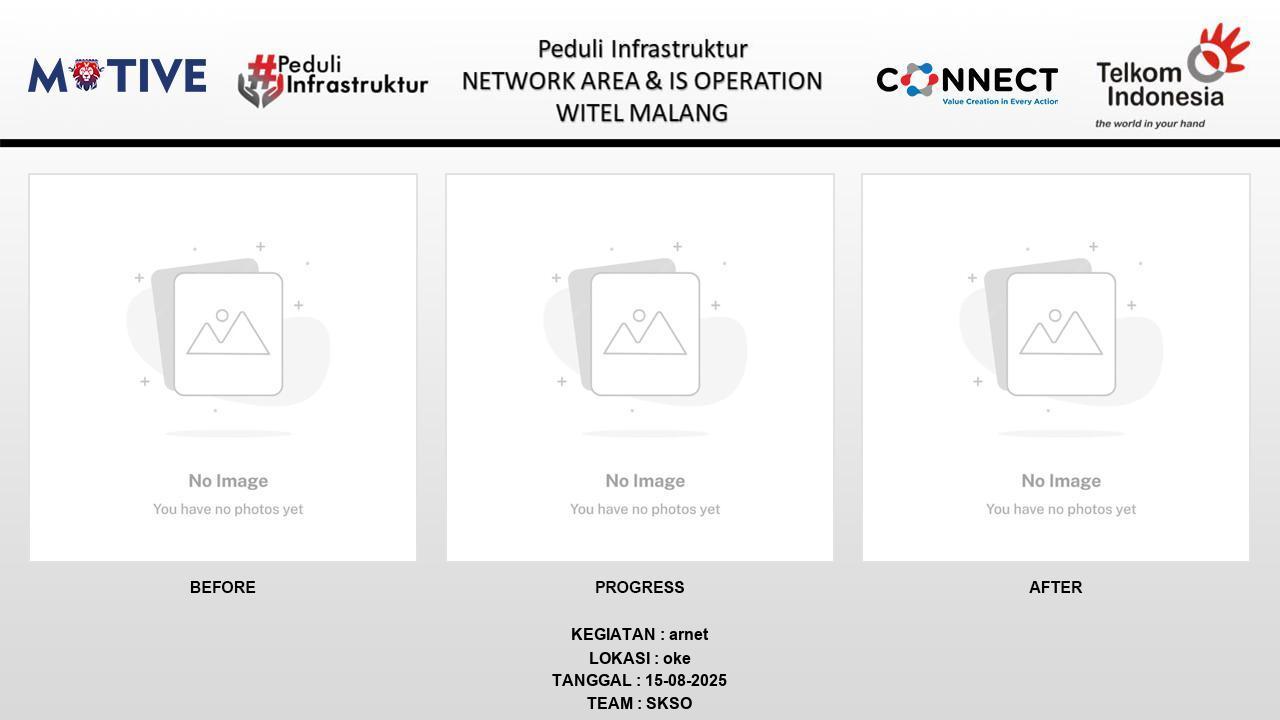 MOTIVE
#Peduli
Infrastruktur
Peduli Infrastruktur
NETWORK AREA & IS OPERATION
WITEL MALANG
CONNECT
Value Creation in Every Action
Telkom
Indonesia
the world in your hand
No Image
You have no photos yet
No Image
You have no photos yet
No Image
You have no photos yet
BEFORE
PROGRESS
AFTER
KEGIATAN : arnet
LOKASI : oke
TANGGAL : 15-08-2025
TEAM : SKSO